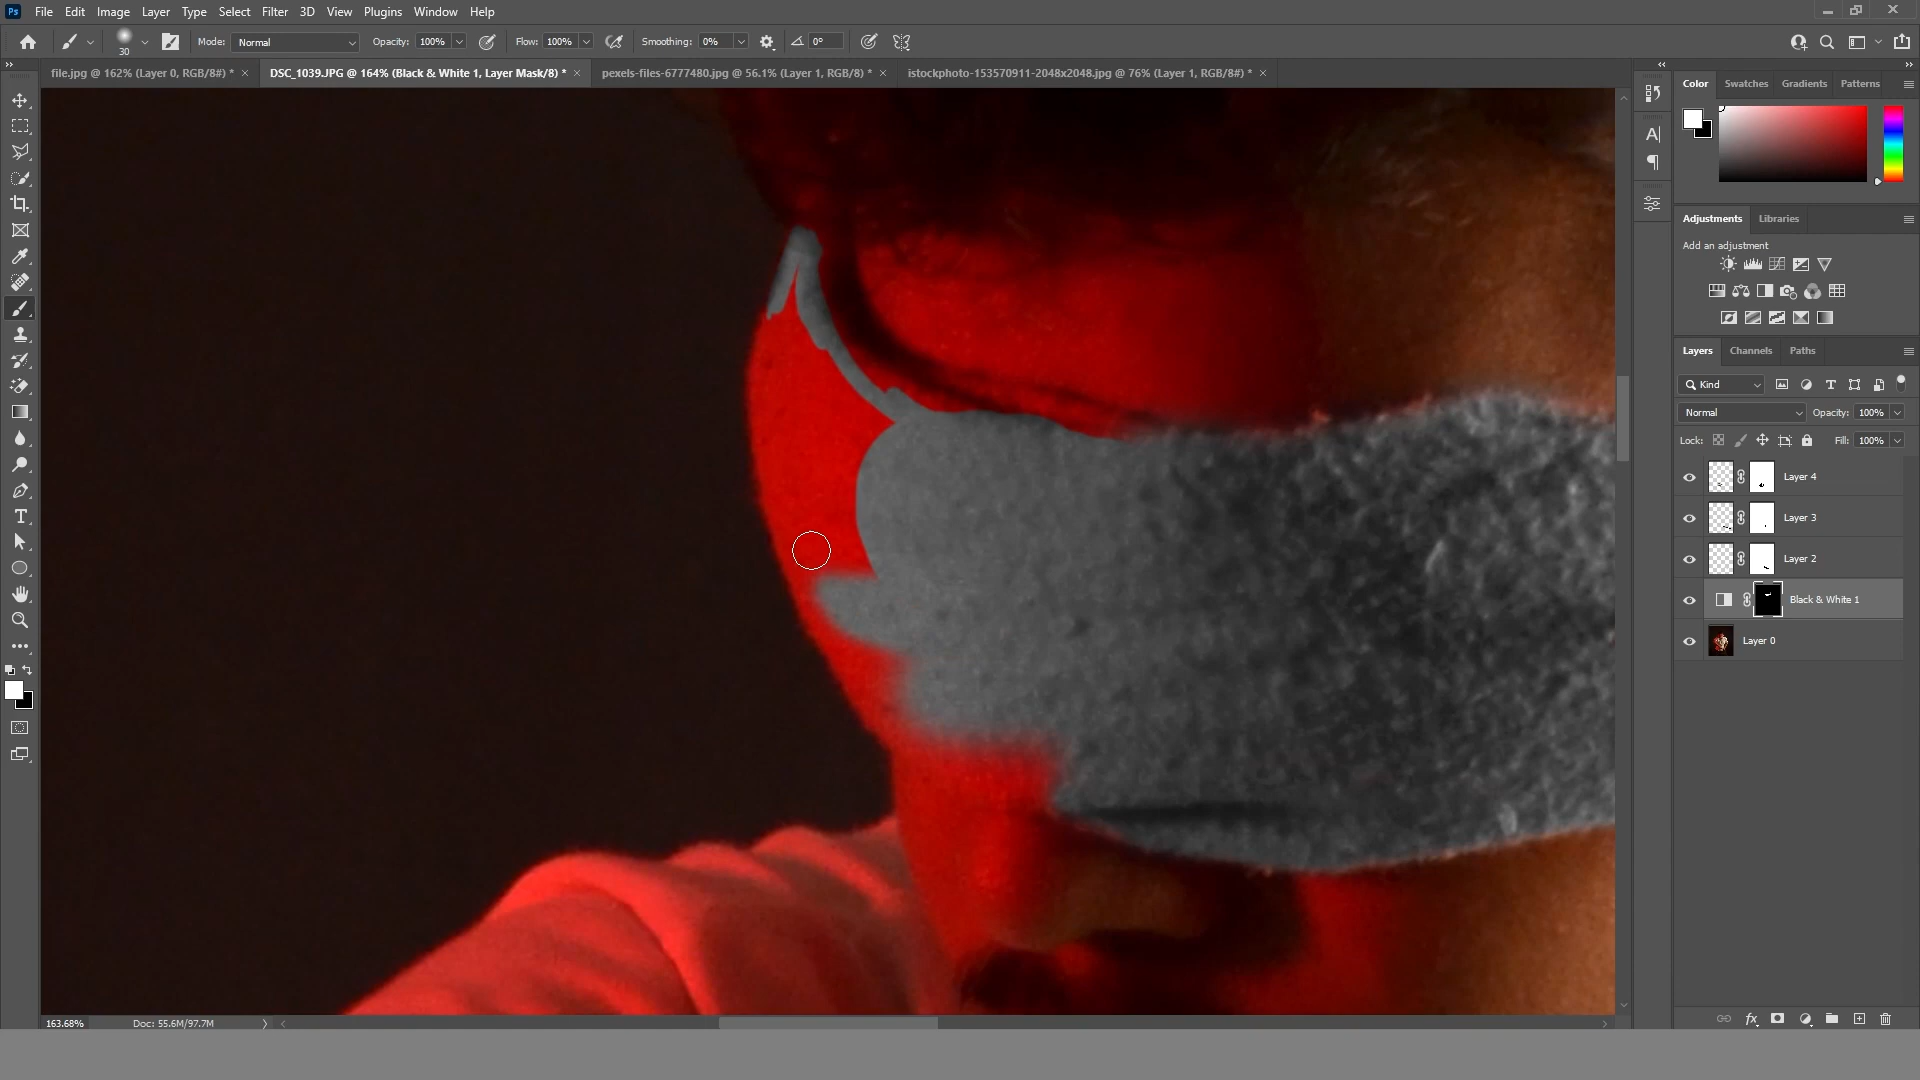 Ps File Edit Image Layer Type Select Filter 3D View Plugins Window Help
30 Mode: Normal Opacity: 100% Flow: 100% Smoothing: 0% 0°
file.jpg @ 162% (Layer 0, RGB/8#) * DSC_1039.JPG @ 164% (Black & White 1, Layer Mask/8) * pexels-files-6777480.jpg @ 56.1% (Layer 1, RGB/8) * istockphoto-153570911-2048x2048.jpg @ 76% (Layer 1, RGB/8#) *
Color Swatches Gradients Patterns
Adjustments Libraries
Add an adjustment
Layers Channels Paths
Kind
Normal Opacity: 100%
Lock: Fill: 100%
Layer 4
Layer 3
Layer 2
Black & White 1
Layer 0
163.68% Doc: 55.6M/97.7M